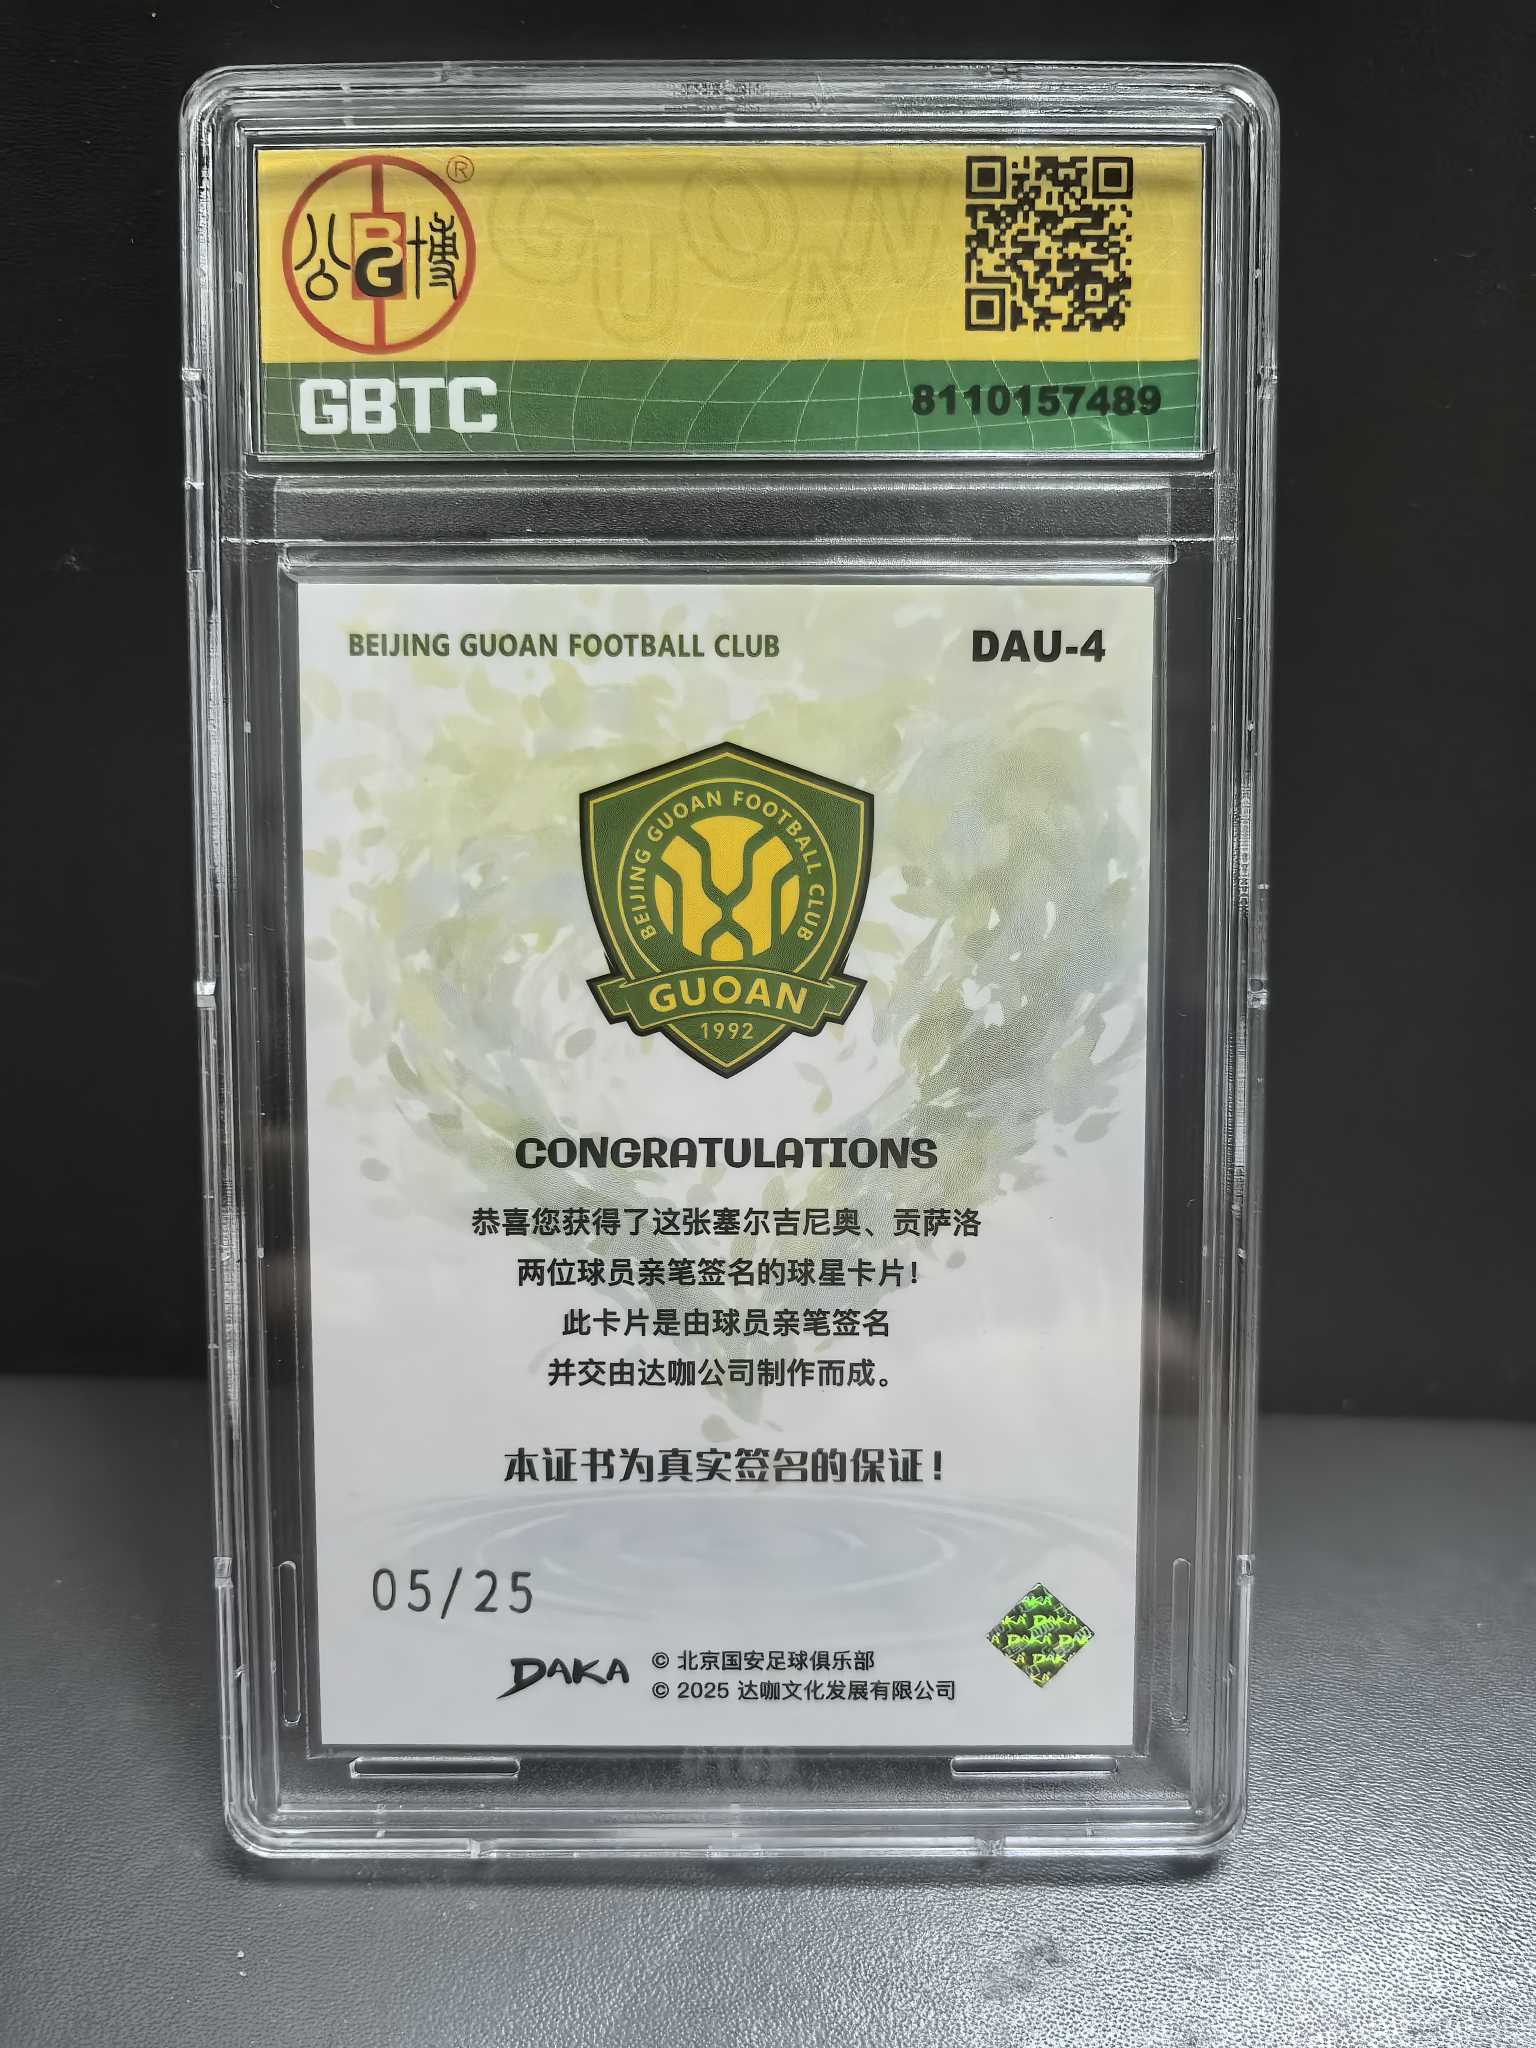 公 BG 博 ®
GUOAN
GBTC
8110157489
BEIJING GUOAN FOOTBALL CLUB
DAU-4
BEIJING GUOAN FOOTBALL CLUB
GUOAN
1992
CONGRATULATIONS
恭喜您获得了这张塞尔吉尼奥、贡萨洛
两位球员亲笔签名的球星卡片！
此卡片是由球员亲笔签名
并交由达咖公司制作而成。
本证书为真实签名的保证！
05/25
DAKA
© 北京国安足球俱乐部
© 2025 达咖文化发展有限公司
DAKA
DAKA
DAKA
DAKA